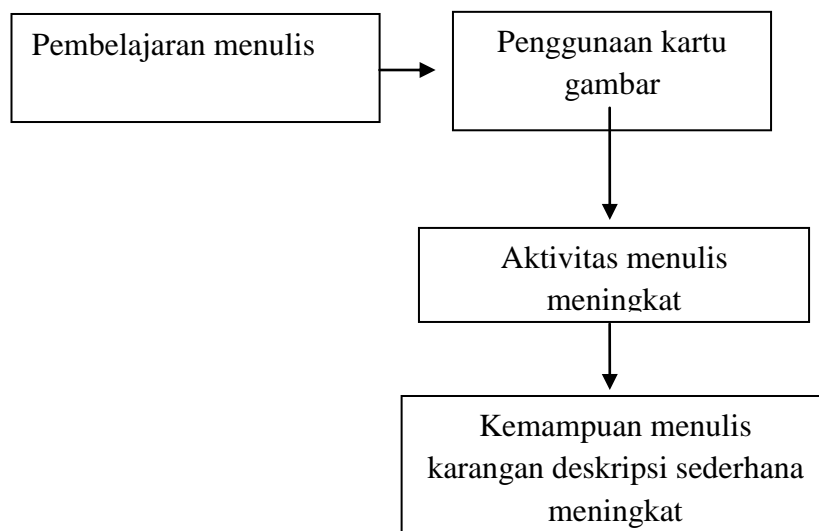 Pembelajaran menulis
Penggunaan kartu
gambar
Aktivitas menulis
meningkat
Kemampuan menulis
karangan deskripsi sederhana
meningkat